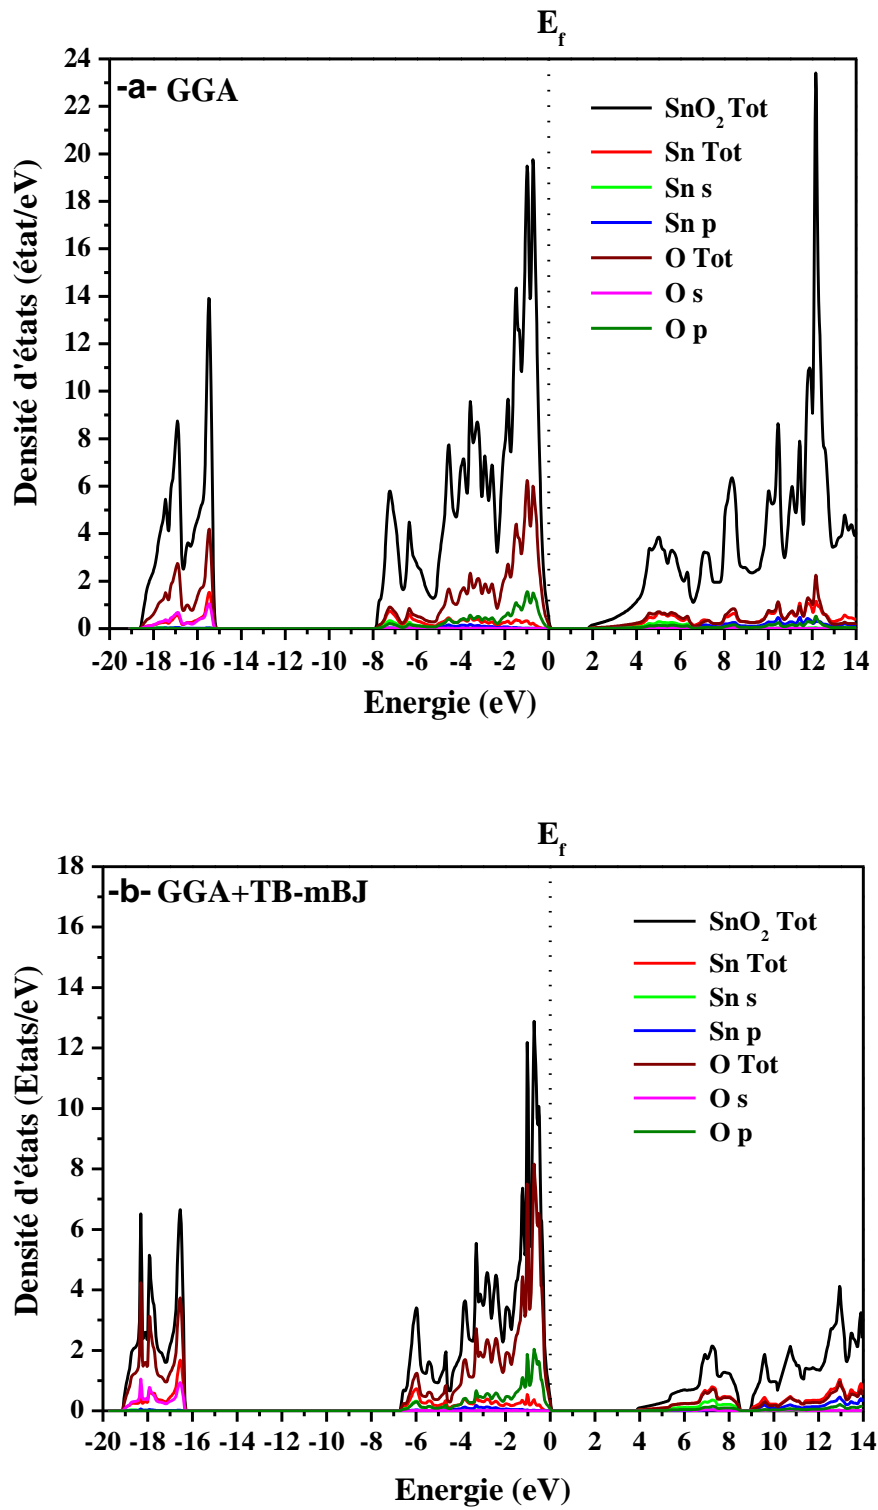 E_f
-a- GGA
24
22
20
18
16
14
12
10
8
6
4
2
0
Densité d'états (état/eV)
SnO₂ Tot
Sn Tot
Sn s
Sn p
O Tot
O s
O p
-20 -18 -16 -14 -12 -10 -8 -6 -4 -2 0 2 4 6 8 10 12 14
Energie (eV)
E_f
-b- GGA+TB-mBJ
18
16
14
12
10
8
6
4
2
0
Densité d'états (Etats/eV)
SnO₂ Tot
Sn Tot
Sn s
Sn p
O Tot
O s
O p
-20 -18 -16 -14 -12 -10 -8 -6 -4 -2 0 2 4 6 8 10 12 14
Energie (eV)